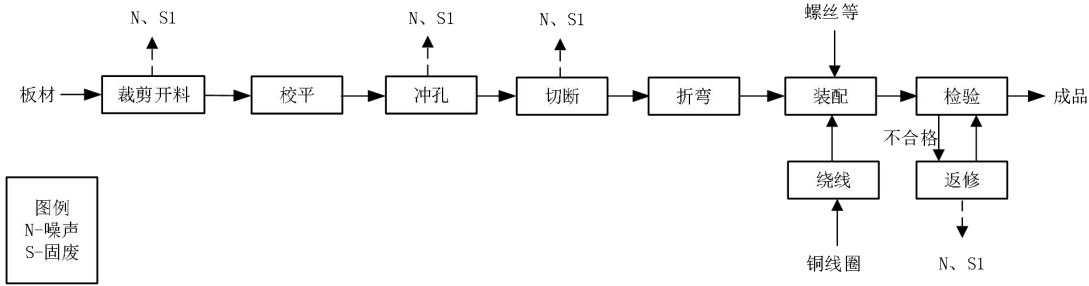 N、S1
N、S1
N、S1
螺丝等
板材
裁剪开料
校平
冲孔
切断
折弯
装配
检验
成品
不合格
绕线
返修
图例
N-噪声
S-固废
铜线圈
N、S1